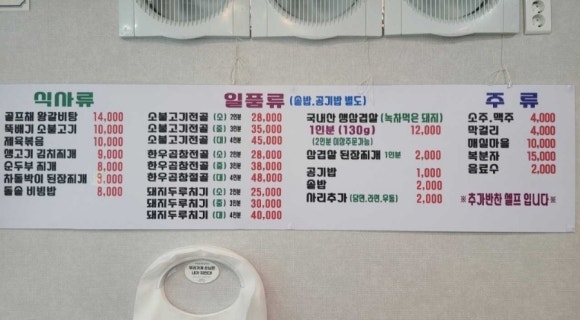 식사류
골프채 왕갈비탕 14,000
뚝배기 소불고기 10,000
제육볶음 10,000
생고기 김치찌개 9,000
순두부 찌개 8,000
차돌박이 된장찌개 9,000
돌솥 비빔밥 8,000
일품류 (솥밥,공기밥 별도)
소불고기전골 (소) 2인분 28,000
소불고기전골 (중) 3인분 35,000
소불고기전골 (대) 4인분 45,000
한우곱창전골 (소) 2인분 28,000
한우곱창전골 (중) 3인분 38,000
한우곱창전골 (대) 4인분 48,000
돼지두루치기 (소) 2인분 25,000
돼지두루치기 (중) 3인분 30,000
돼지두루치기 (대) 4인분 40,000
국내산 생삼겹살 (녹차먹은 돼지)
1인분 (130g) 12,000
(2인분 이상주문가능)
삼겹살 된장찌개 1인분 2,000
공기밥 1,000
솥밥 2,000
사리추가 (당면,라면,우동) 2,000
주류
소주,맥주 4,000
막걸리 4,000
매실마을 10,000
복분자 15,000
음료수 2,000
※추가반찬 셀프 입니다※